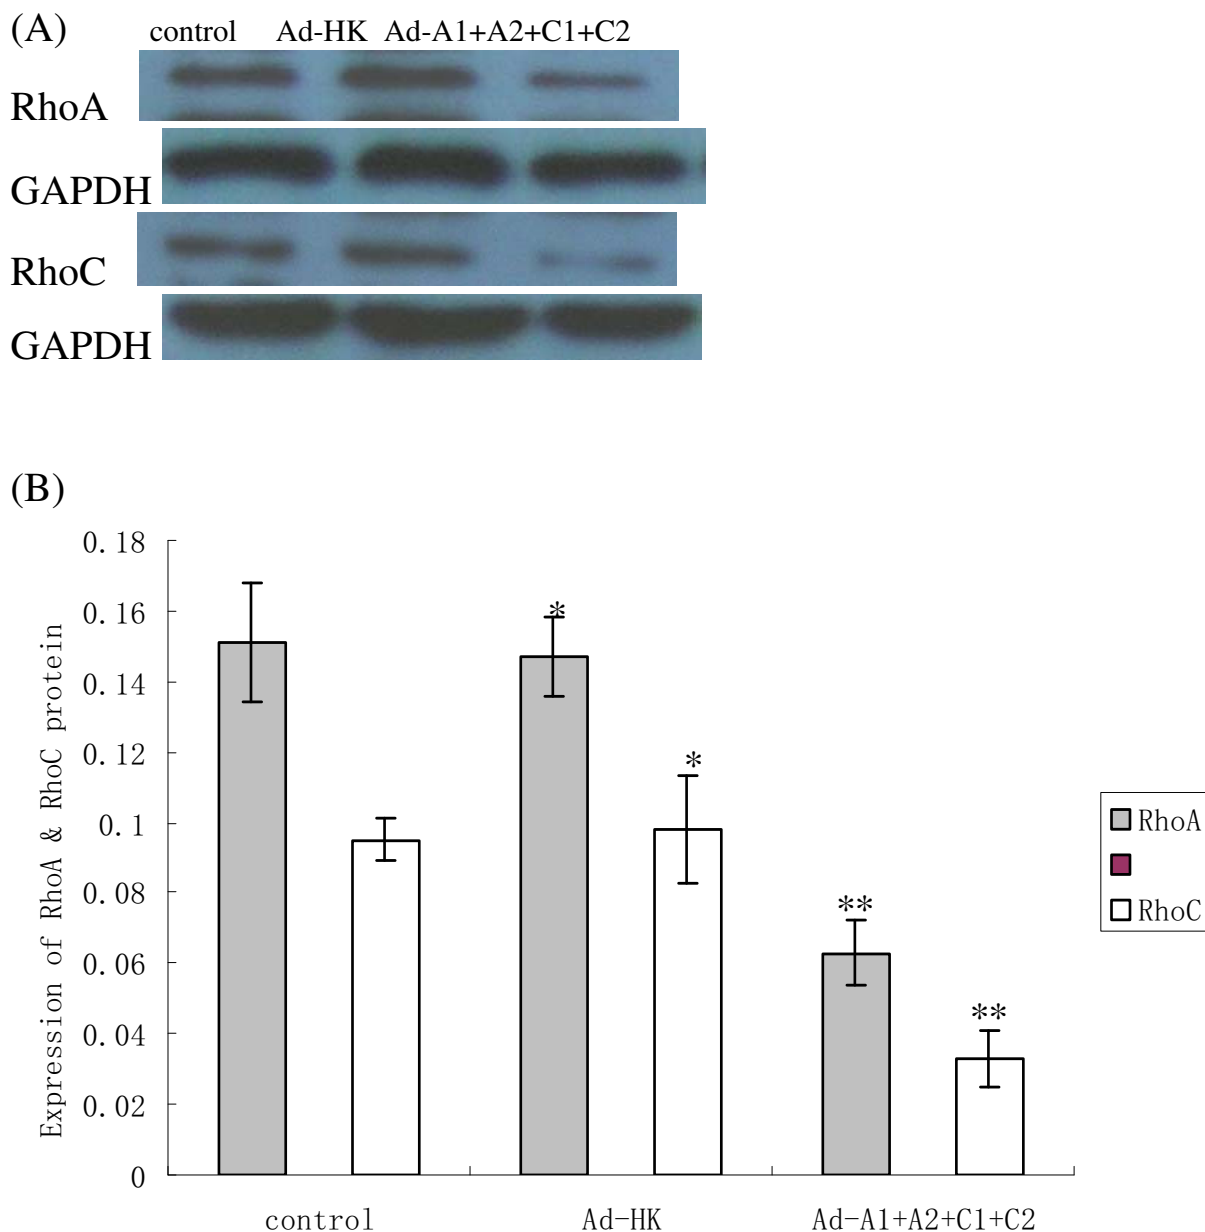 (A)
control Ad-HK Ad-A1+A2+C1+C2
RhoA
GAPDH
RhoC
GAPDH
(B)
Expression of RhoA & RhoC protein
0.18
0.16
0.14
0.12
0.1
0.08
0.06
0.04
0.02
0
*
*
**
**
control Ad-HK Ad-A1+A2+C1+C2
RhoA
RhoC